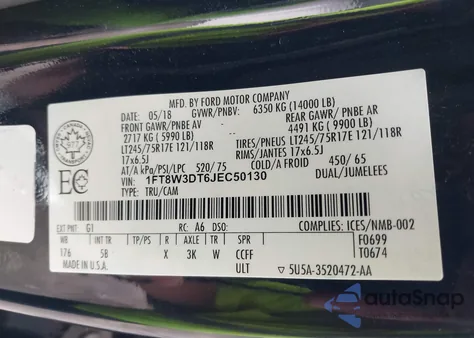 MFD. BY FORD MOTOR COMPANY
DATE: 05/18 GVWR/PNBV: 6350 KG (14000 LB)
FRONT GAWR/PNBE AV REAR GAWR/PNBE AR
2717 KG (5990 LB) 4491 KG (9900 LB)
LT245/75R17E 121/118R TIRES/PNEUS LT245/75R17E 121/118R
17x6.5J RIMS/JANTES 17x6.5J
AT/A kPa/PSI/LPC 520/75 COLD/A FROID 450/65
DUAL/JUMELEES
VIN: 1FT8W3DT6JEC50130
TYPE: TRU/CAM
EC
EXT PNT: G1 RC: A6 DSO: COMPLIES: ICES/NMB-002
WB INT TR TP/PS R AXLE TR SPR F0699
176 5B X 3K W CCFF T0674
MADE IN U.S.A. ULT 5U5A-3520472-AA
autoSnap